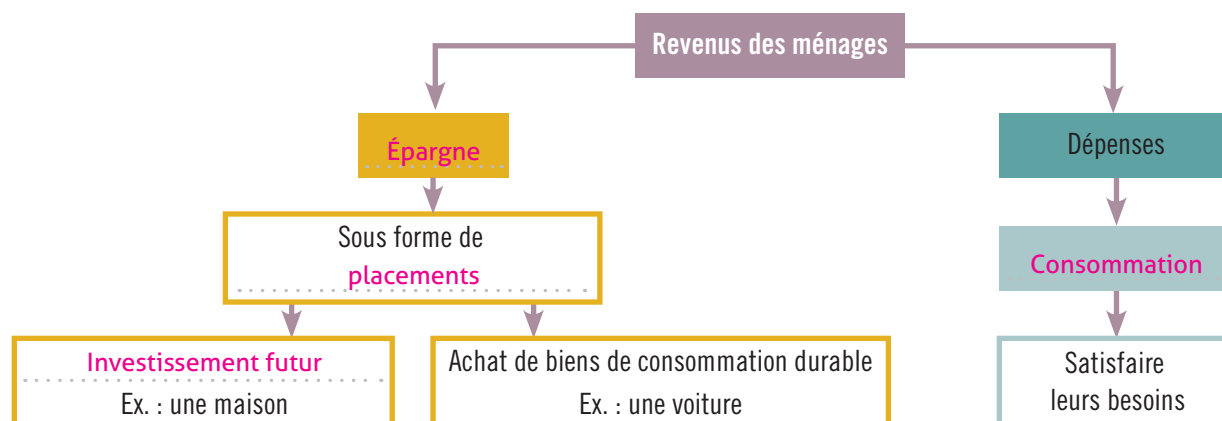 Revenus des ménages
Épargne
Dépenses
Sous forme de
placements
Consommation
Investissement futur
Ex. : une maison
Achat de biens de consommation durable
Ex. : une voiture
Satisfaire
leurs besoins